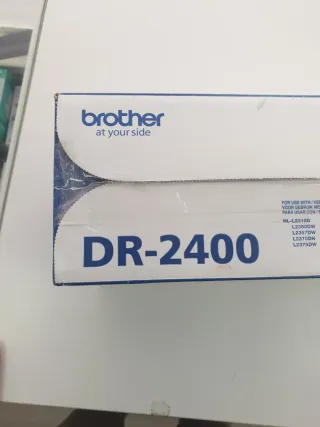 brother
at your side
DR-2400
FOR USE WITH / 
VOOR GEBRUIK
PARA USAR CON /
HL-L2310D
L2350DW
L2357DW
L2370DN
L2375DW